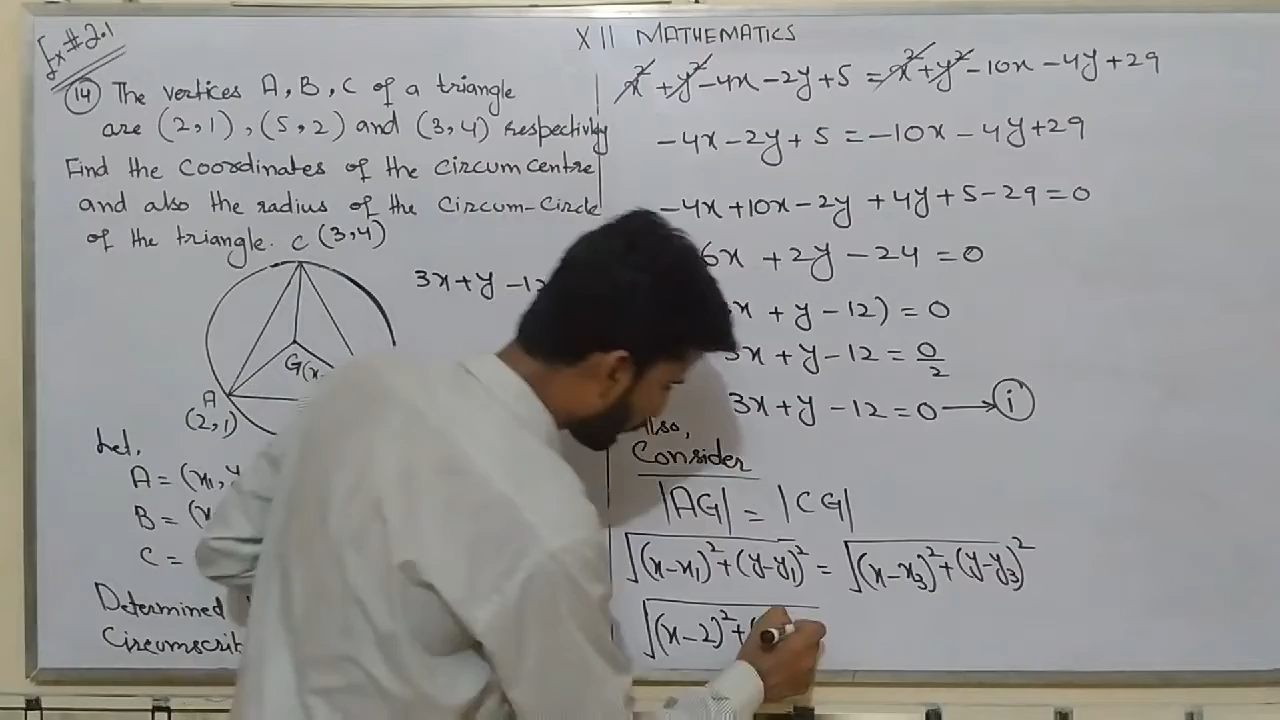 Ex # 2.1
XII MATHEMATICS
14 The vertices A, B, C of a triangle
are (2,1), (5,2) and (3,4) respectivly
Find the coordinates of the circumcentre
and also the radius of the circum-circle
of the triangle.
C (3,4)
3x+y-12
G(x
A
(2,1)
Let,
A = (x₁, y
B = (x
C =
Determined
Circumscrib
x²+y²-4x-2y+5 = x²+y²-10x-4y+29
-4x-2y+5 = -10x-4y+29
-4x+10x-2y+4y+5-29=0
6x+2y-24=0
x+y-12)=0
3x+y-12=0/2
3x+y-12=0 → i
Also,
Consider
|AG| = |CG|
√(x-x₁)²+(y-y₁)² = √(x-x₃)²+(y-y₃)²
√(x-2)²+(